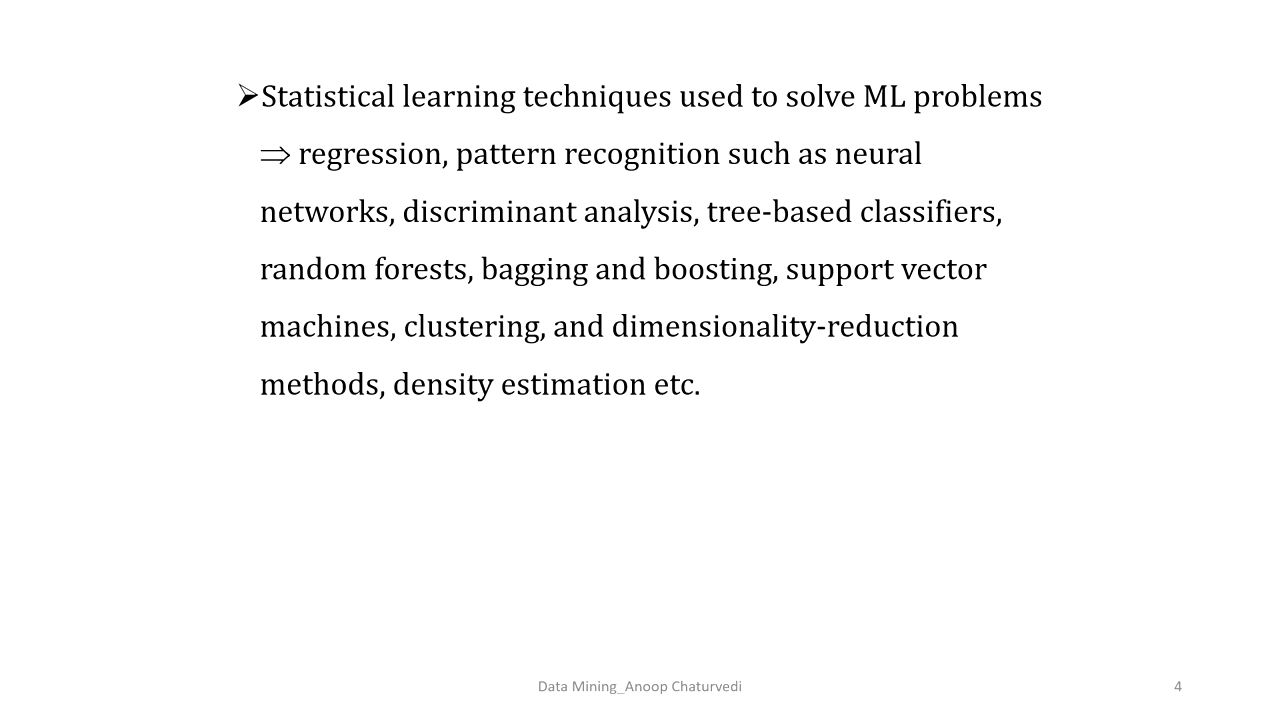 ➢Statistical learning techniques used to solve ML problems
⇒ regression, pattern recognition such as neural
networks, discriminant analysis, tree-based classifiers,
random forests, bagging and boosting, support vector
machines, clustering, and dimensionality-reduction
methods, density estimation etc.
Data Mining_Anoop Chaturvedi
4